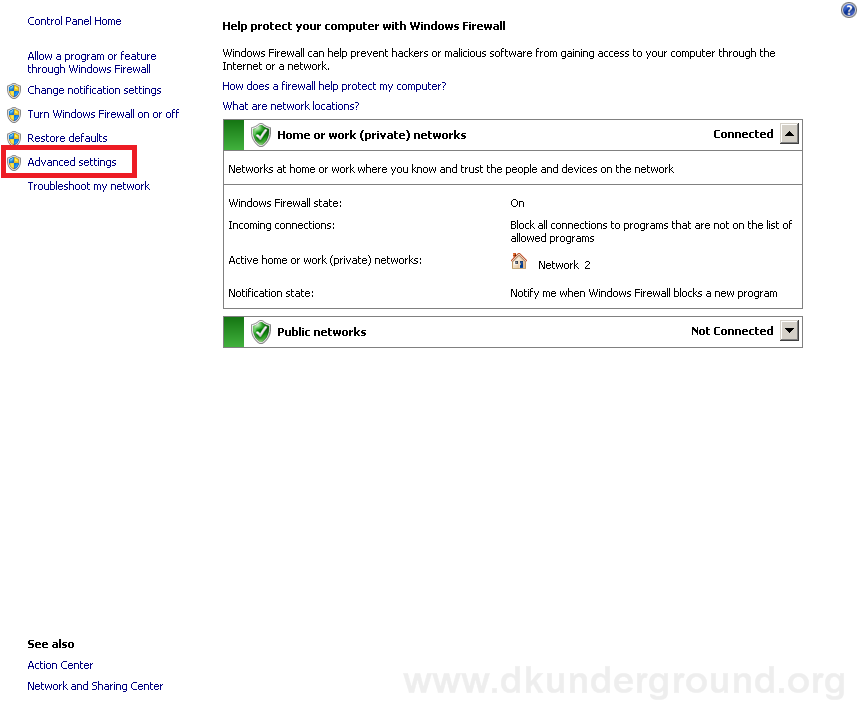 Control Panel Home
Allow a program or feature
through Windows Firewall
Change notification settings
Turn Windows Firewall on or off
Restore defaults
Advanced settings
Troubleshoot my network
See also
Action Center
Network and Sharing Center
?
Help protect your computer with Windows Firewall
Windows Firewall can help prevent hackers or malicious software from gaining access to your computer through the
Internet or a network.
How does a firewall help protect my computer?
What are network locations?
Home or work (private) networks Connected
Networks at home or work where you know and trust the people and devices on the network
Windows Firewall state: On
Incoming connections: Block all connections to programs that are not on the list of
allowed programs
Active home or work (private) networks: Network 2
Notification state: Notify me when Windows Firewall blocks a new program
Public networks Not Connected
www.dkunderground.org